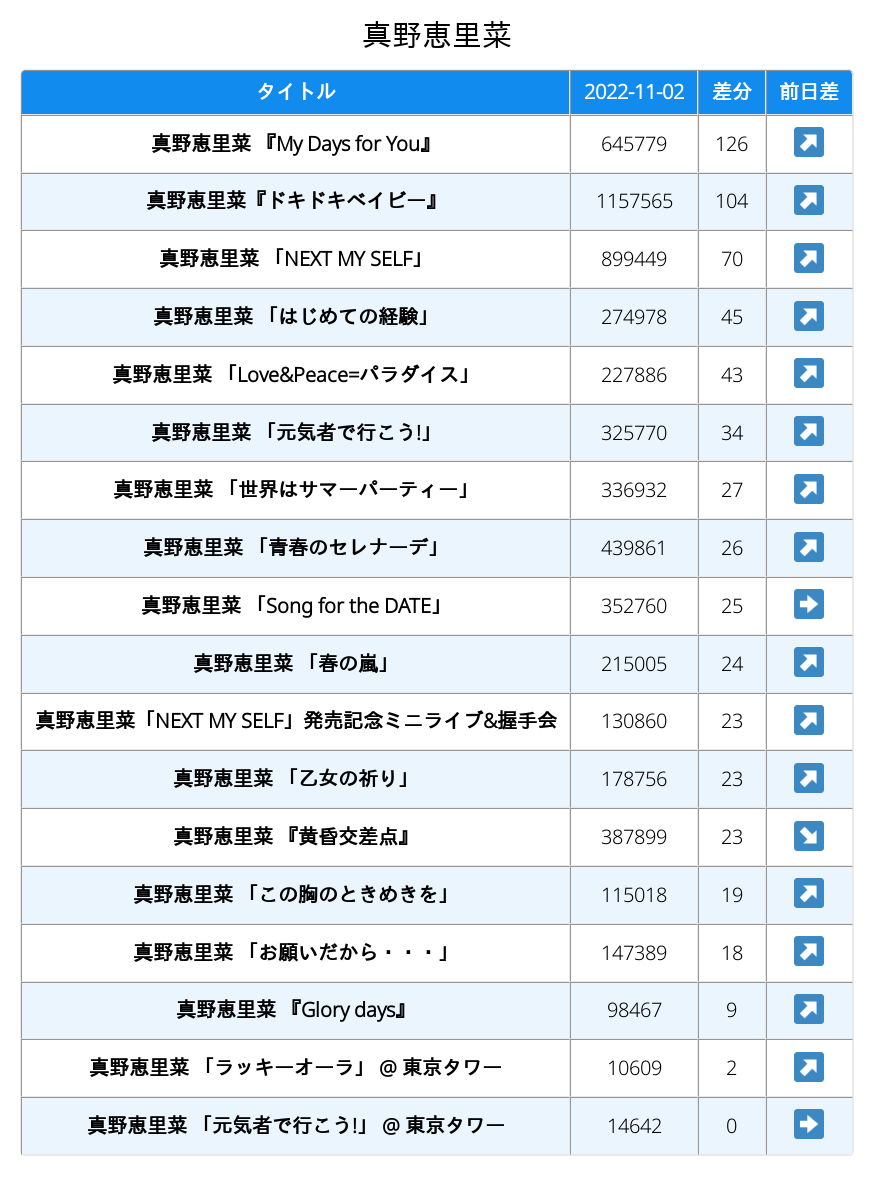 真野恵里菜
タイトル 2022-11-02 差分 前日差
真野恵里菜 『My Days for You』 645779 126
真野恵里菜『ドキドキベイビー』 1157565 104
真野恵里菜 「NEXT MY SELF」 899449 70
真野恵里菜 「はじめての経験」 274978 45
真野恵里菜 「Love&Peace=パラダイス」 227886 43
真野恵里菜 「元気者で行こう!」 325770 34
真野恵里菜 「世界はサマーパーティー」 336932 27
真野恵里菜 「青春のセレナーデ」 439861 26
真野恵里菜 「Song for the DATE」 352760 25
真野恵里菜 「春の嵐」 215005 24
真野恵里菜「NEXT MY SELF」発売記念ミニライブ&握手会 130860 23
真野恵里菜 「乙女の祈り」 178756 23
真野恵里菜 『黄昏交差点』 387899 23
真野恵里菜 「この胸のときめきを」 115018 19
真野恵里菜 「お願いだから・・・」 147389 18
真野恵里菜 『Glory days』 98467 9
真野恵里菜 「ラッキーオーラ」 @ 東京タワー 10609 2
真野恵里菜 「元気者で行こう!」 @ 東京タワー 14642 0